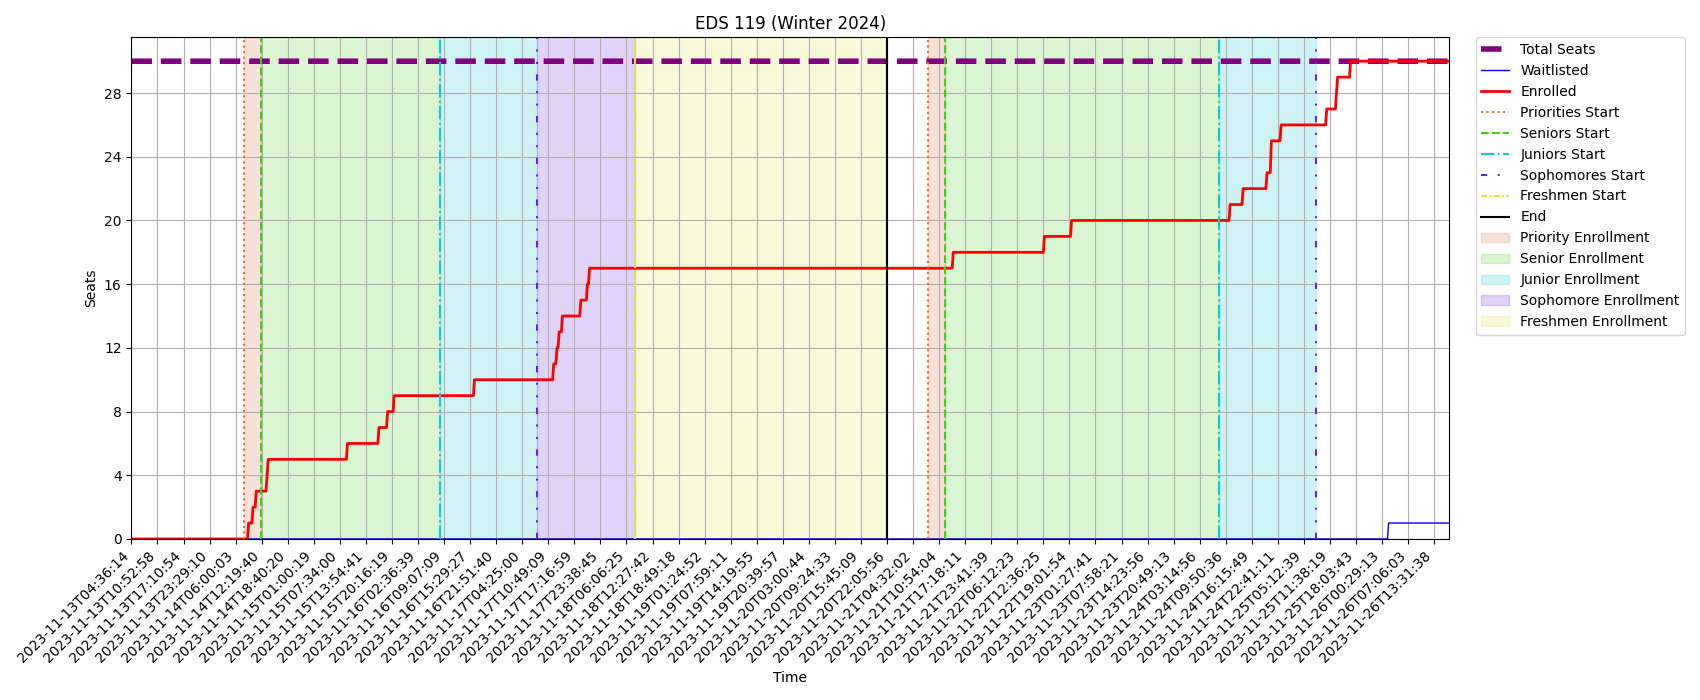 EDS 119 (Winter 2024)
Seats
28
24
20
16
12
8
4
0
2023-11-13T04:36:14
2023-11-13T10:52:58
2023-11-13T17:10:54
2023-11-13T23:29:10
2023-11-14T06:00:03
2023-11-14T12:19:40
2023-11-14T18:40:20
2023-11-15T01:00:19
2023-11-15T07:34:00
2023-11-15T13:54:41
2023-11-15T20:16:19
2023-11-16T02:36:39
2023-11-16T09:07:09
2023-11-16T15:29:27
2023-11-16T21:51:40
2023-11-17T04:25:00
2023-11-17T10:49:09
2023-11-17T17:16:59
2023-11-17T23:38:45
2023-11-18T06:06:25
2023-11-18T12:27:42
2023-11-18T18:49:18
2023-11-19T01:24:52
2023-11-19T07:59:11
2023-11-19T14:19:55
2023-11-19T20:39:57
2023-11-20T03:00:44
2023-11-20T09:24:33
2023-11-20T15:45:09
2023-11-20T22:05:56
2023-11-21T04:32:02
2023-11-21T10:54:04
2023-11-21T17:18:11
2023-11-21T23:41:39
2023-11-22T06:12:23
2023-11-22T12:36:25
2023-11-22T19:01:54
2023-11-23T01:27:41
2023-11-23T07:58:21
2023-11-23T14:23:56
2023-11-23T20:49:13
2023-11-24T03:14:56
2023-11-24T09:50:36
2023-11-24T16:15:49
2023-11-24T22:41:11
2023-11-25T05:12:39
2023-11-25T11:38:19
2023-11-25T18:03:43
2023-11-26T00:29:13
2023-11-26T07:06:03
2023-11-26T13:31:38
Time
Total Seats
Waitlisted
Enrolled
Priorities Start
Seniors Start
Juniors Start
Sophomores Start
Freshmen Start
End
Priority Enrollment
Senior Enrollment
Junior Enrollment
Sophomore Enrollment
Freshmen Enrollment